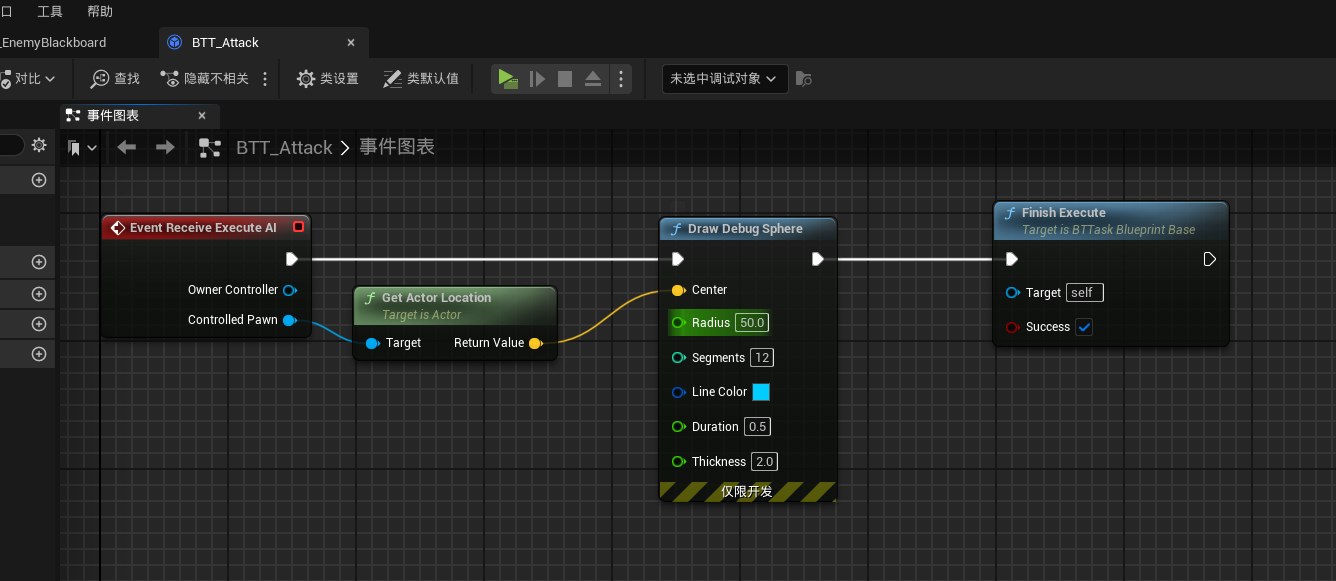 口 工具 帮助
_EnemyBlackboard BTT_Attack
对比 查找 隐藏不相关 类设置 类默认值 未选中调试对象
事件图表
BTT_Attack 事件图表
Event Receive Execute AI
Owner Controller
Controlled Pawn
Get Actor Location
Target is Actor
Target Return Value
Draw Debug Sphere
Center
Radius 50.0
Segments 12
Line Color
Duration 0.5
Thickness 2.0
仅限开发
Finish Execute
Target is BTTask Blueprint Base
Target self
Success